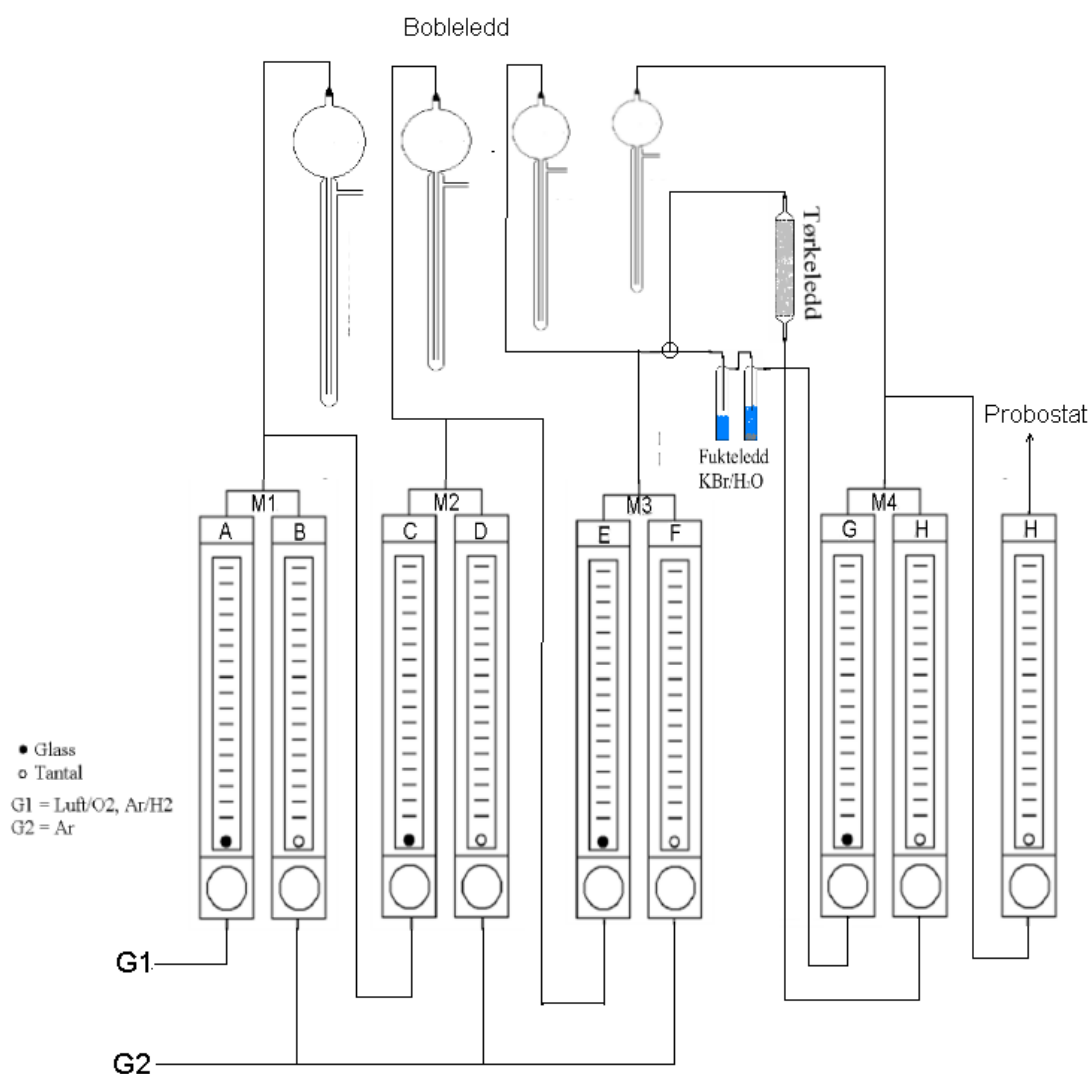 Bobleledd
Tørkeledd
Probostat
Fukteledd
KBr/H₂O
M1
M2
M3
M4
A
B
C
D
E
F
G
H
H
● Glass
○ Tantal
G1 = Luft/O2, Ar/H2
G2 = Ar
G1
G2